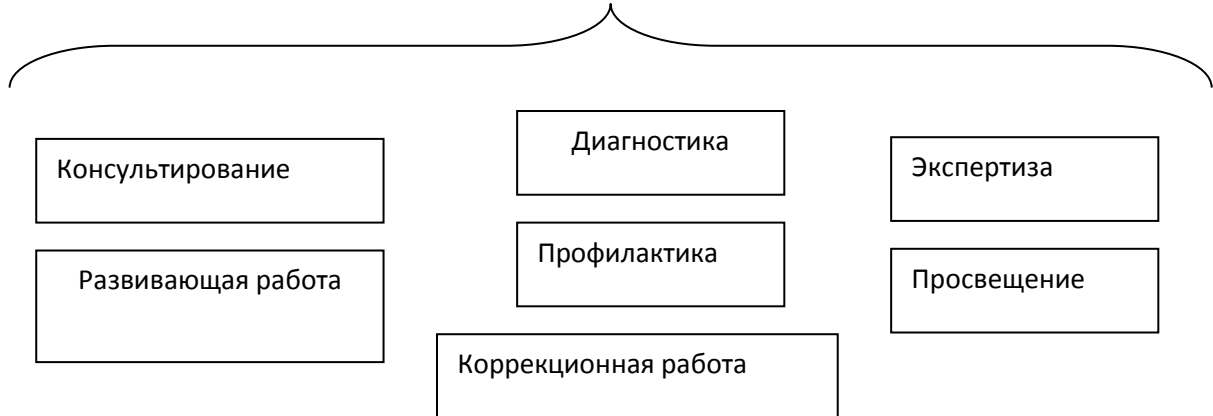 Диагностика
Консультирование
Экспертиза
Профилактика
Развивающая работа
Просвещение
Коррекционная работа